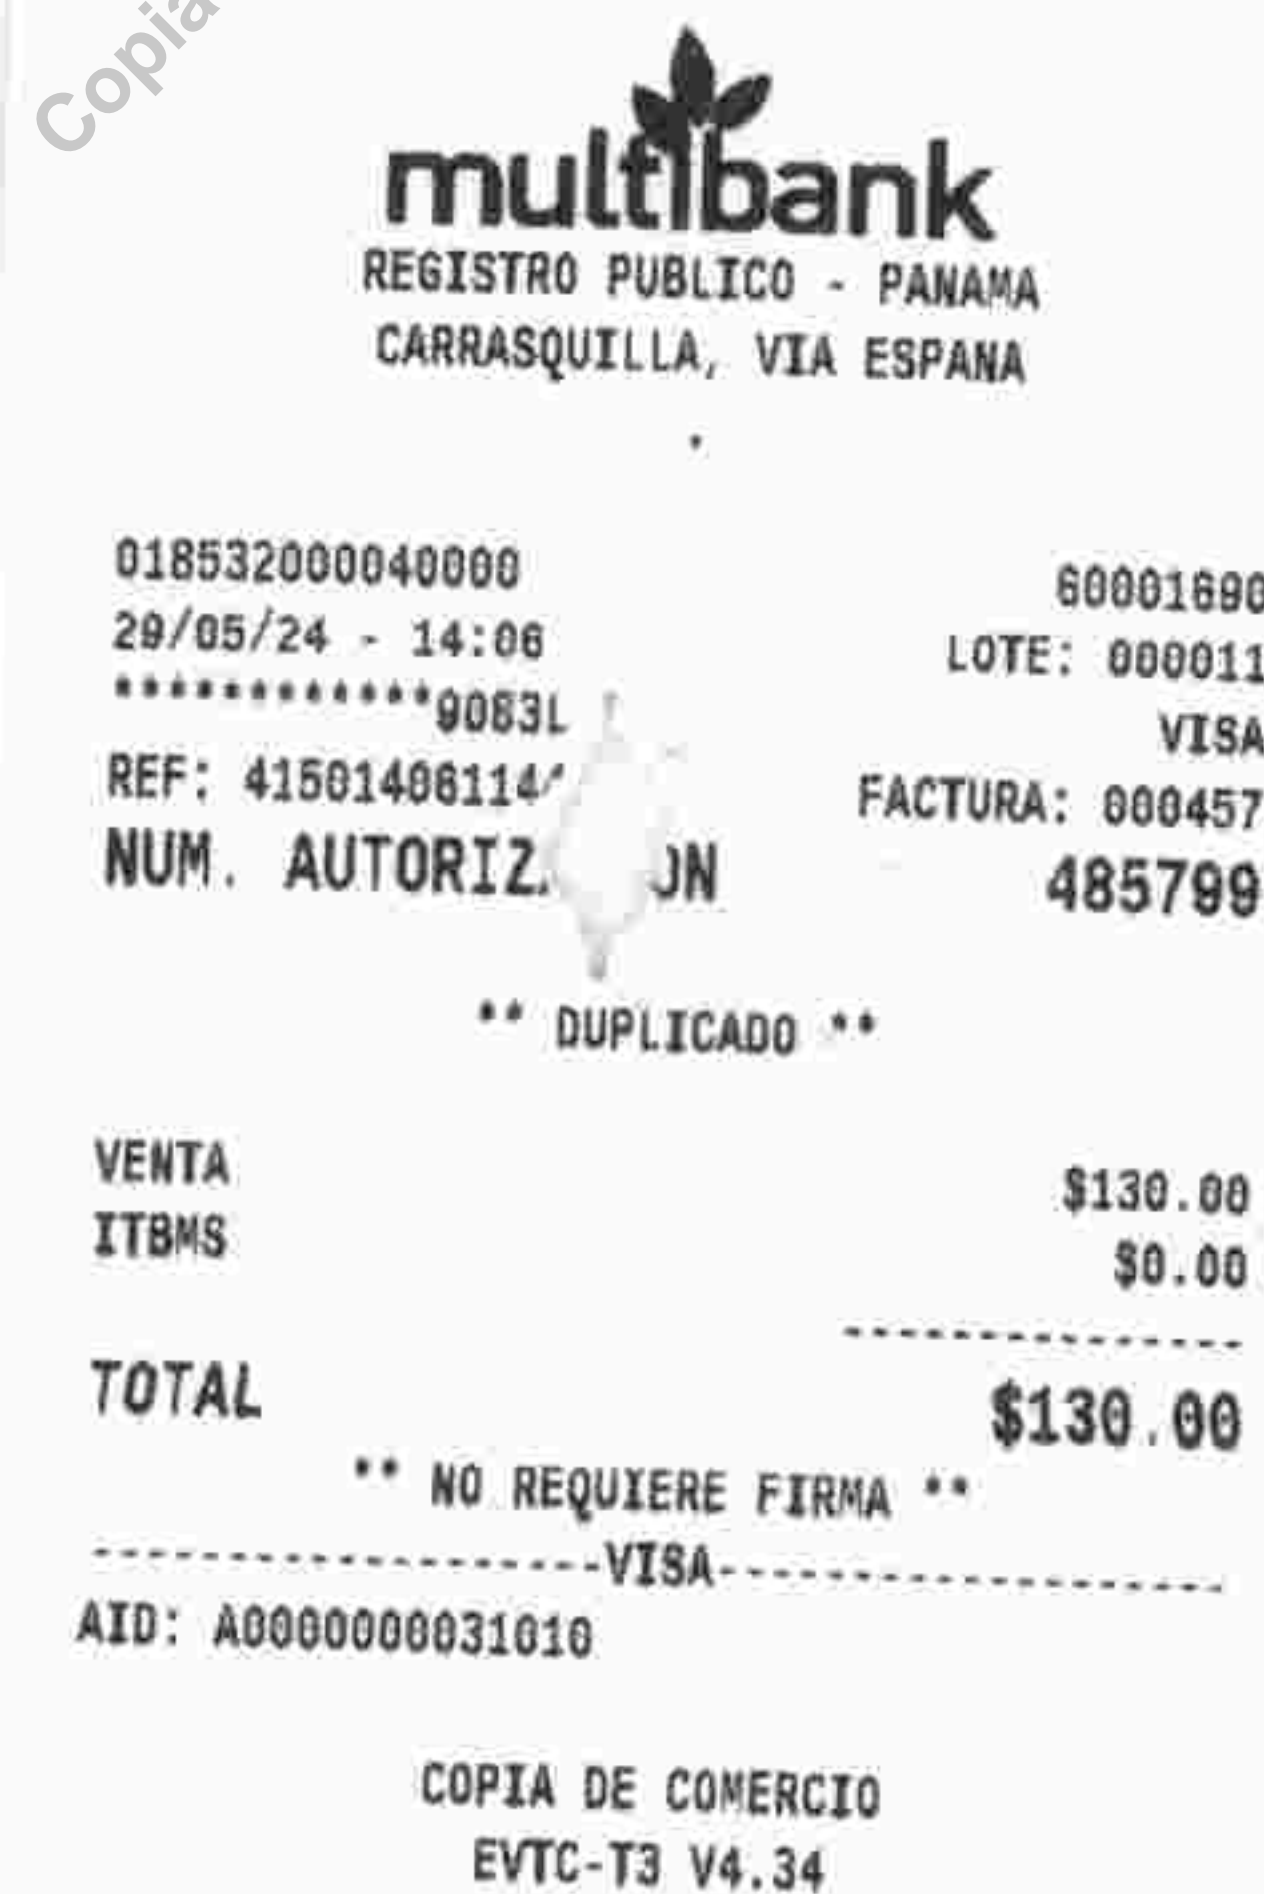 Copia
multibank
REGISTRO PUBLICO - PANAMA
CARRASQUILLA, VIA ESPANA
.
018532000040000 60001690
29/05/24 - 14:06 LOTE: 000011
************9083L VISA
REF: FACTURA: 000457
NUM. 485799
** DUPLICADO **
VENTA $130.00
ITBMS $0.00
---------------
TOTAL $130.00
** NO REQUIERE FIRMA **
-------------------VISA-------------------
AID: A0000000031010
COPIA DE COMERCIO
EVTC-T3 V4.34